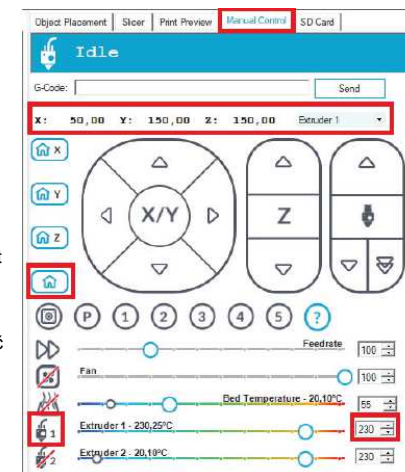 Object Placement Slicer Print Preview Manual Control SD Card
Idle
G-Code: Send
X: 50,00 Y: 150,00 Z: 150,00 Extruder 1
X
Y
Z
X/Y Z
P 1 2 3 4 5 ?
Feedrate 100
Fan 100
Bed Temperature - 20,10°C 55
1 Extruder 1 - 230,25°C 230
2 Extruder 2 - 20,10°C 230